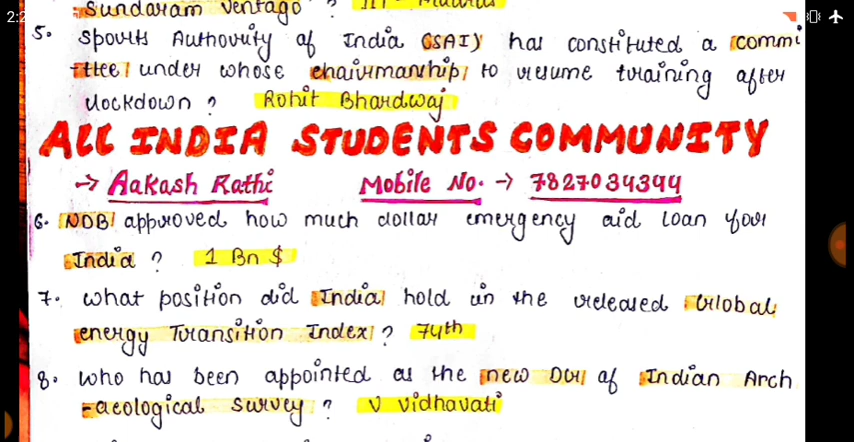 Sundaram Ventago ? IIT - Madras
5. Sports Authority of India (SAI) has constituted a commi
-ttee under whose chairmanship to resume training after
lockdown ? Rohit Bhardwaj
ALL INDIA STUDENTS COMMUNITY
→ Aakash Rathi Mobile No. → 7827034394
6. NDB approved how much dollar emergency aid loan for
India ? 1 Bn $
7. what position did India hold in the released Global
energy Transition Index ? 74th
8. who has been appointed as the new Dir of Indian Arch
-aeological Survey ? V Vidhavati